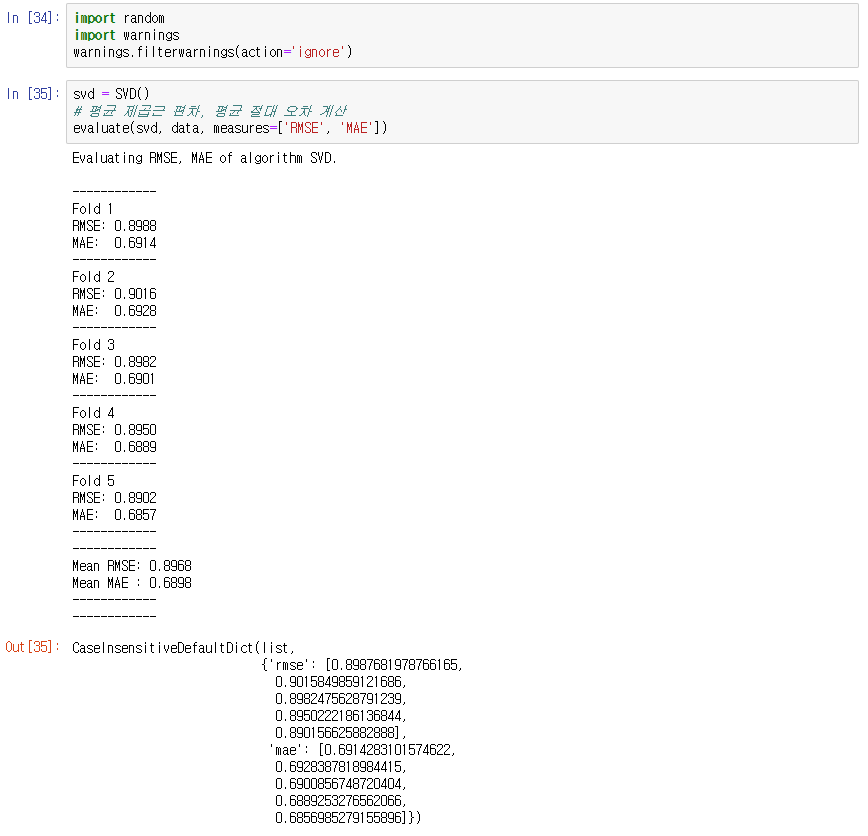 In [34]: import random
import warnings
warnings.filterwarnings(action='ignore')
In [35]: svd = SVD()
# 평균 제곱근 편차, 평균 절대 오차 계산
evaluate(svd, data, measures=['RMSE', 'MAE'])
Evaluating RMSE, MAE of algorithm SVD.
------------
Fold 1
RMSE: 0.8988
MAE:  0.6914
------------
Fold 2
RMSE: 0.9016
MAE:  0.6928
------------
Fold 3
RMSE: 0.8982
MAE:  0.6901
------------
Fold 4
RMSE: 0.8950
MAE:  0.6889
------------
Fold 5
RMSE: 0.8902
MAE:  0.6857
------------
------------
Mean RMSE: 0.8968
Mean MAE : 0.6898
------------
------------
Out[35]: CaseInsensitiveDefaultDict(list,
{'rmse': [0.8987681978766165,
0.9015849859121686,
0.8982475628791239,
0.8950222186136844,
0.890156625882888],
'mae': [0.6914283101574622,
0.6928387818984415,
0.6900856748720404,
0.6889253276562066,
0.6856985279155896]})